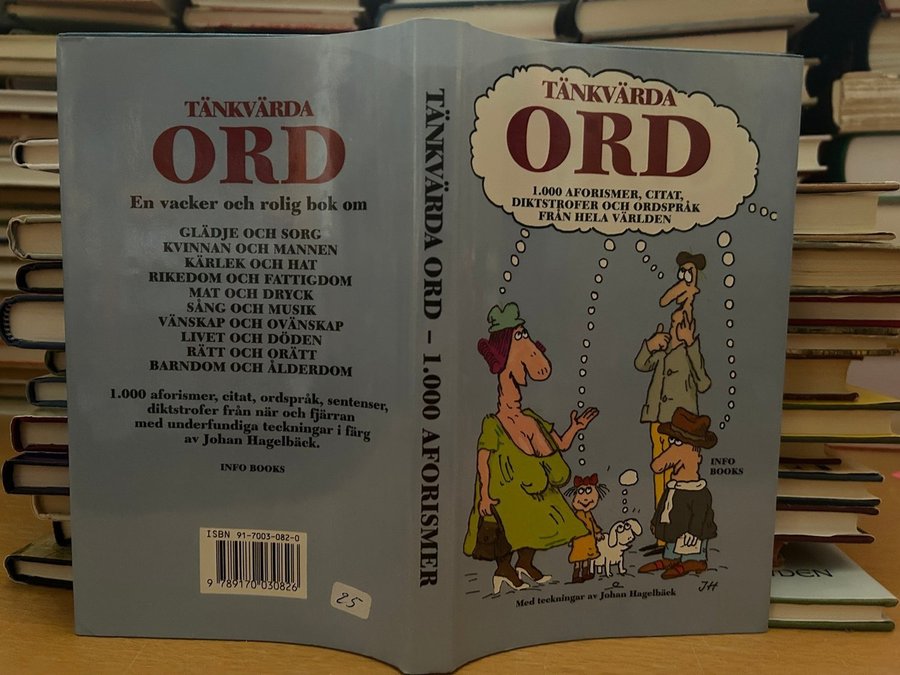 TÄNKVÄRDA
ORD
En vacker och rolig bok om
GLÄDJE OCH SORG
KVINNAN OCH MANNEN
KÄRLEK OCH HAT
RIKEDOM OCH FATTIGDOM
MAT OCH DRYCK
SÅNG OCH MUSIK
VÄNSKAP OCH OVÄNSKAP
LIVET OCH DÖDEN
RÄTT OCH ORÄTT
BARNDOM OCH ÅLDERDOM
1.000 aforismer, citat, ordspråk, sentenser,
diktstrofer från när och fjärran
med underfundiga teckningar i färg
av Johan Hagelbäck.
INFO BOOKS
ISBN 91-7003-082-0
9 789170 030826
25
TÄNKVÄRDA ORD – 1.000 AFORISMER
TÄNKVÄRDA
ORD
1.000 AFORISMER, CITAT,
DIKTSTROFER OCH ORDSPRÅK
FRÅN HELA VÄRLDEN
INFO
BOOKS
JH
Med teckningar av Johan Hagelbäck